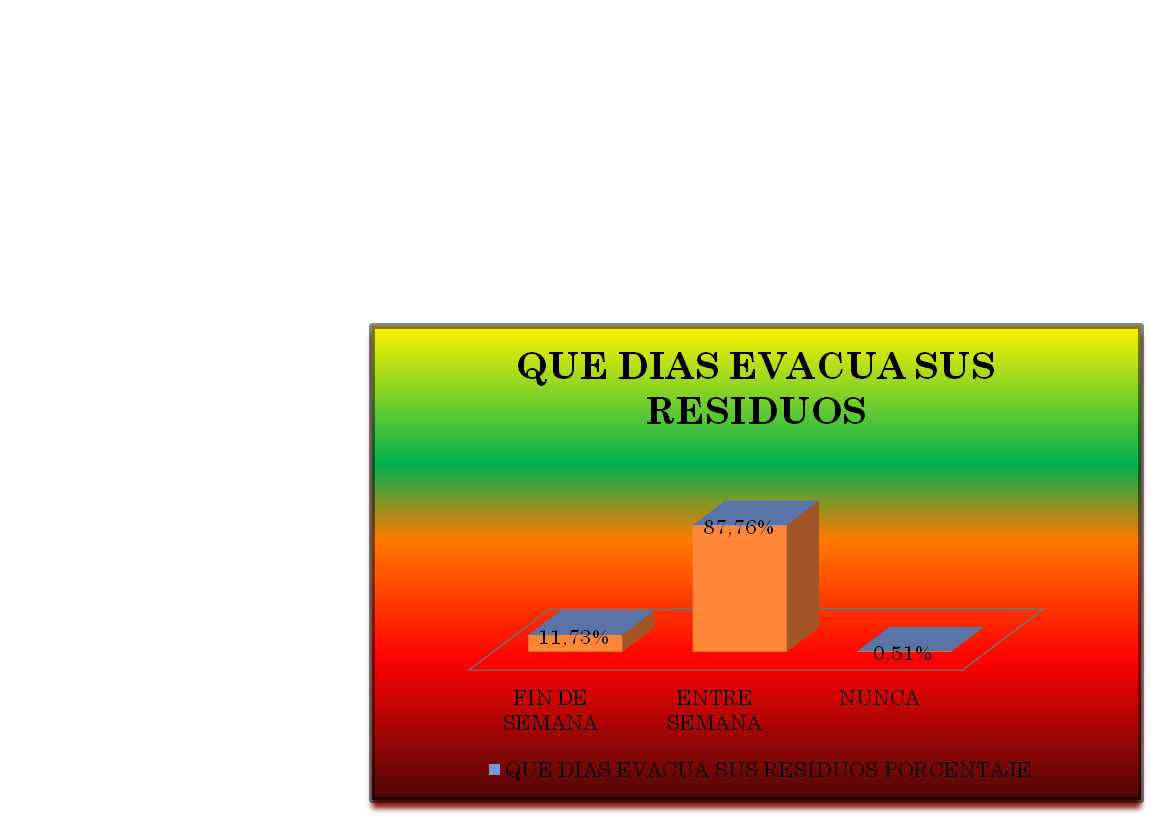 QUE DIAS EVACUA SUS
RESIDUOS
87,76%
11,73%
0,51%
FIN DE
SEMANA
ENTRE
SEMANA
NUNCA
QUE DIAS EVACUA SUS RESIDUOS PORCENTAJE